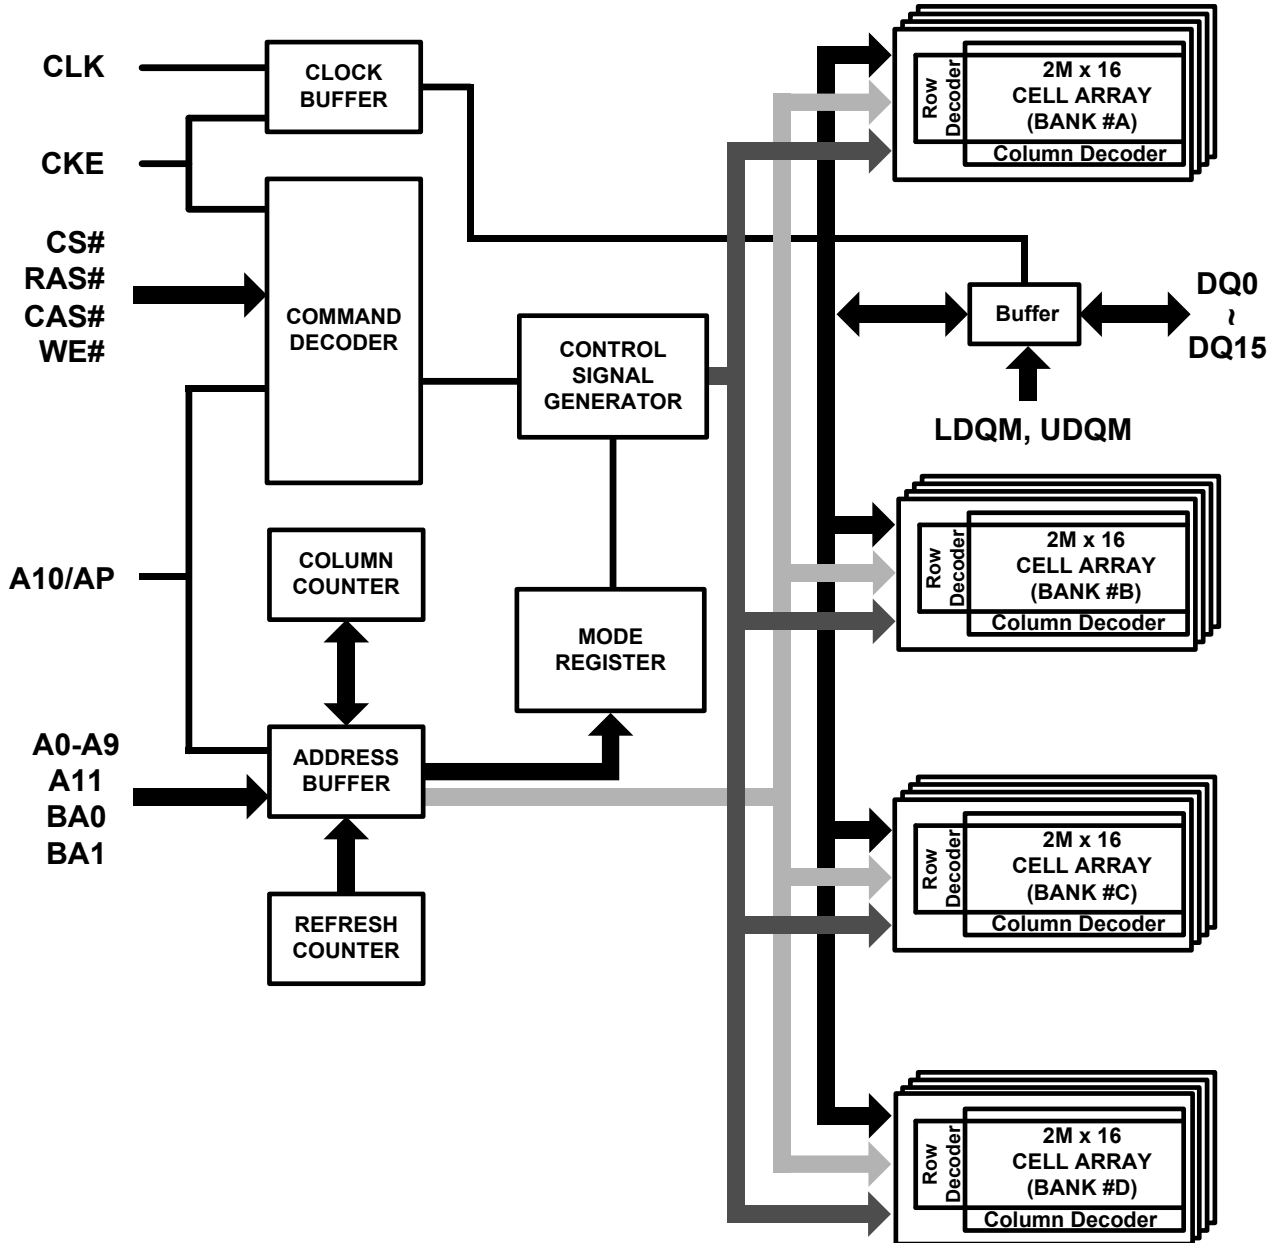 CLK
CLOCK
BUFFER
CKE
CS#
RAS#
CAS#
WE#
COMMAND
DECODER
CONTROL
SIGNAL
GENERATOR
A10/AP
COLUMN
COUNTER
MODE
REGISTER
A0-A9
A11
BA0
BA1
ADDRESS
BUFFER
REFRESH
COUNTER
Row
Decoder
2M x 16
CELL ARRAY
(BANK #A)
Column Decoder
Buffer
DQ0
~
DQ15
LDQM, UDQM
Row
Decoder
2M x 16
CELL ARRAY
(BANK #B)
Column Decoder
Row
Decoder
2M x 16
CELL ARRAY
(BANK #C)
Column Decoder
Row
Decoder
2M x 16
CELL ARRAY
(BANK #D)
Column Decoder